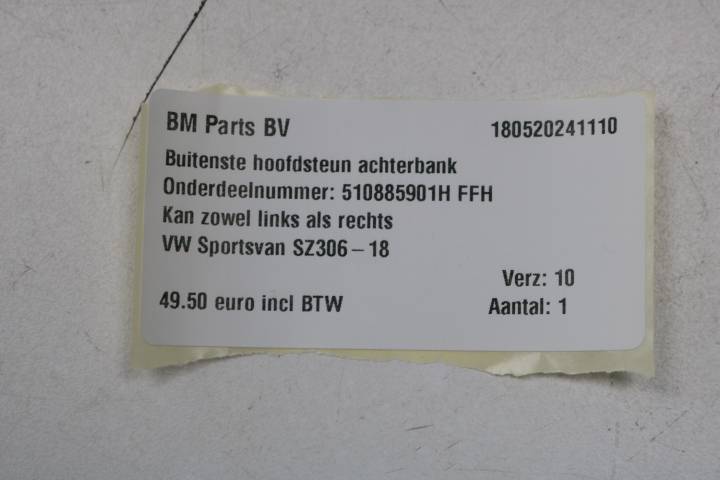 BM Parts BV 180520241110
Buitenste hoofdsteun achterbank
Onderdeelnummer: 510885901H FFH
Kan zowel links als rechts
VW Sportsvan SZ306-18
Verz: 10
49.50 euro incl BTW Aantal: 1